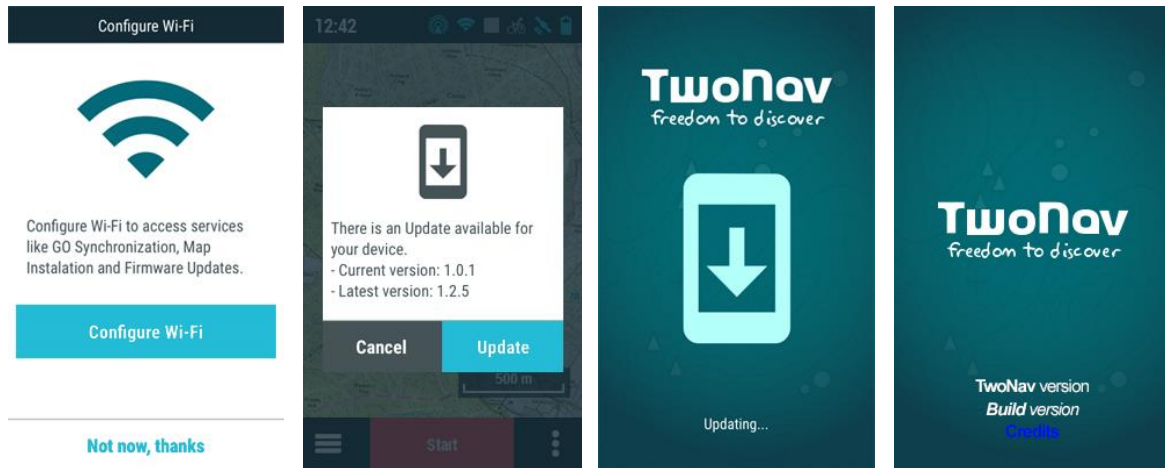 Configure Wi-Fi
Configure Wi-Fi to access services
like GO Synchronization, Map
Instalation and Firmware Updates.
Configure Wi-Fi
Not now, thanks
12:42
There is an Update available for
your device.
- Current version: 1.0.1
- Latest version: 1.2.5
Cancel
Update
500 m
Start
TwoNav
freedom to discover
Updating...
TwoNav
freedom to discover
TwoNav version
Build version
Credits